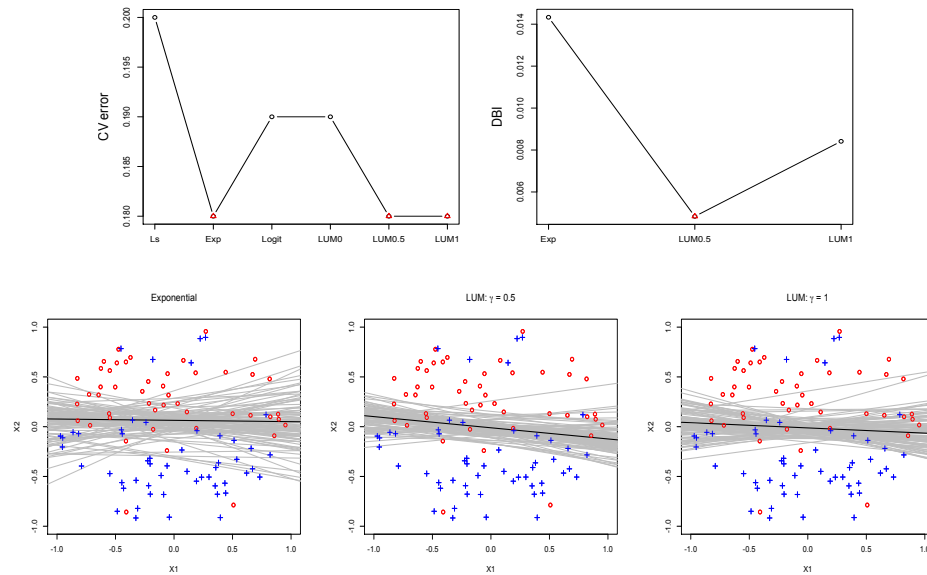 CV error
0.200
0.195
0.190
0.185
0.180
Ls Exp Logit LUM0 LUM0.5 LUM1
DBI
0.014
0.012
0.010
0.008
0.006
Exp LUM0.5 LUM1
Exponential
X2
1.0
0.5
0.0
-0.5
-1.0
-1.0 -0.5 0.0 0.5 1.0
X1
LUM: γ = 0.5
X2
1.0
0.5
0.0
-0.5
-1.0
-1.0 -0.5 0.0 0.5 1.0
X1
LUM: γ = 1
X2
1.0
0.5
0.0
-0.5
-1.0
-1.0 -0.5 0.0 0.5 1.0
X1